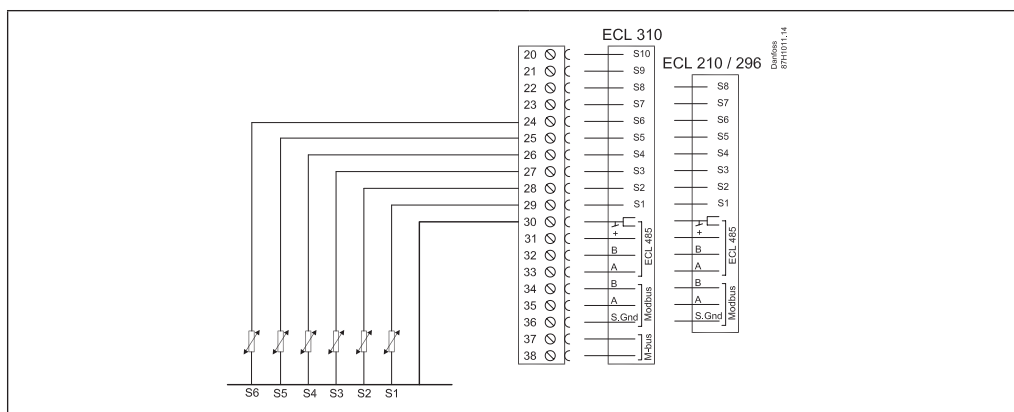 ECL 310
Danfoss
87H1011.14
ECL 210 / 296
20 S10
21 S9
22 S8 S8
23 S7 S7
24 S6 S6
25 S5 S5
26 S4 S4
27 S3 S3
28 S2 S2
29 S1 S1
30
31 + +
32 B B
33 A A
ECL 485 ECL 485
34 B B
35 A A
36 S.Gnd S.Gnd
Modbus Modbus
37
38
M-bus
S6 S5 S4 S3 S2 S1